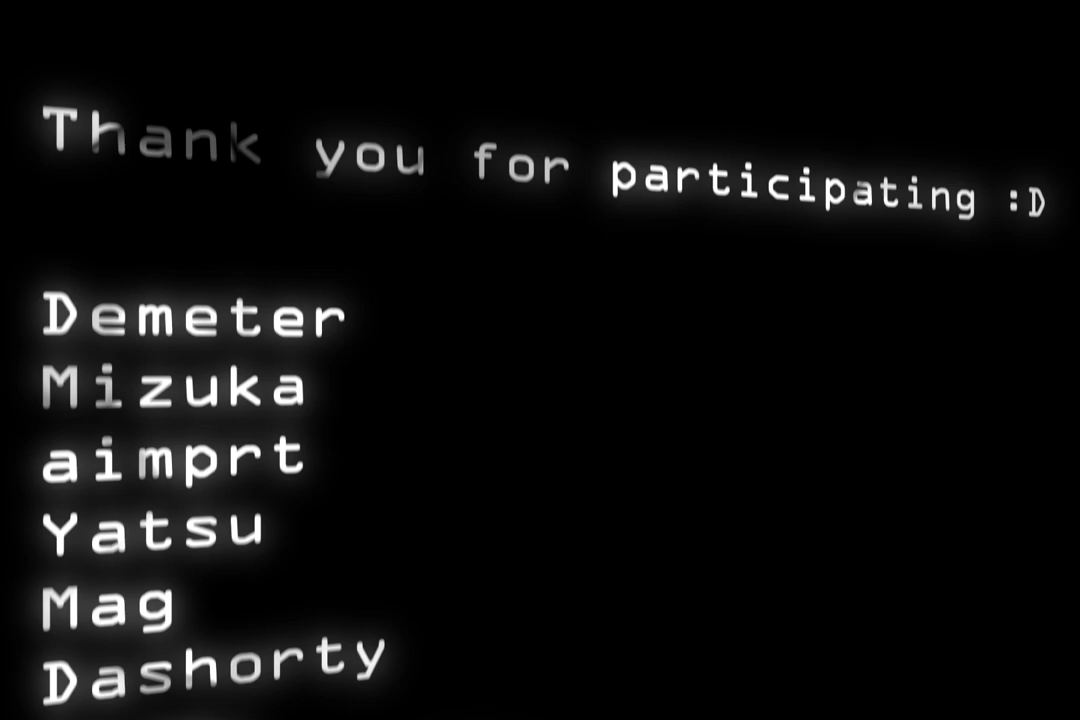 Thank you for participating :D
Demeter
Mizuka
aimprt
Yatsu
Mag
Dashorty